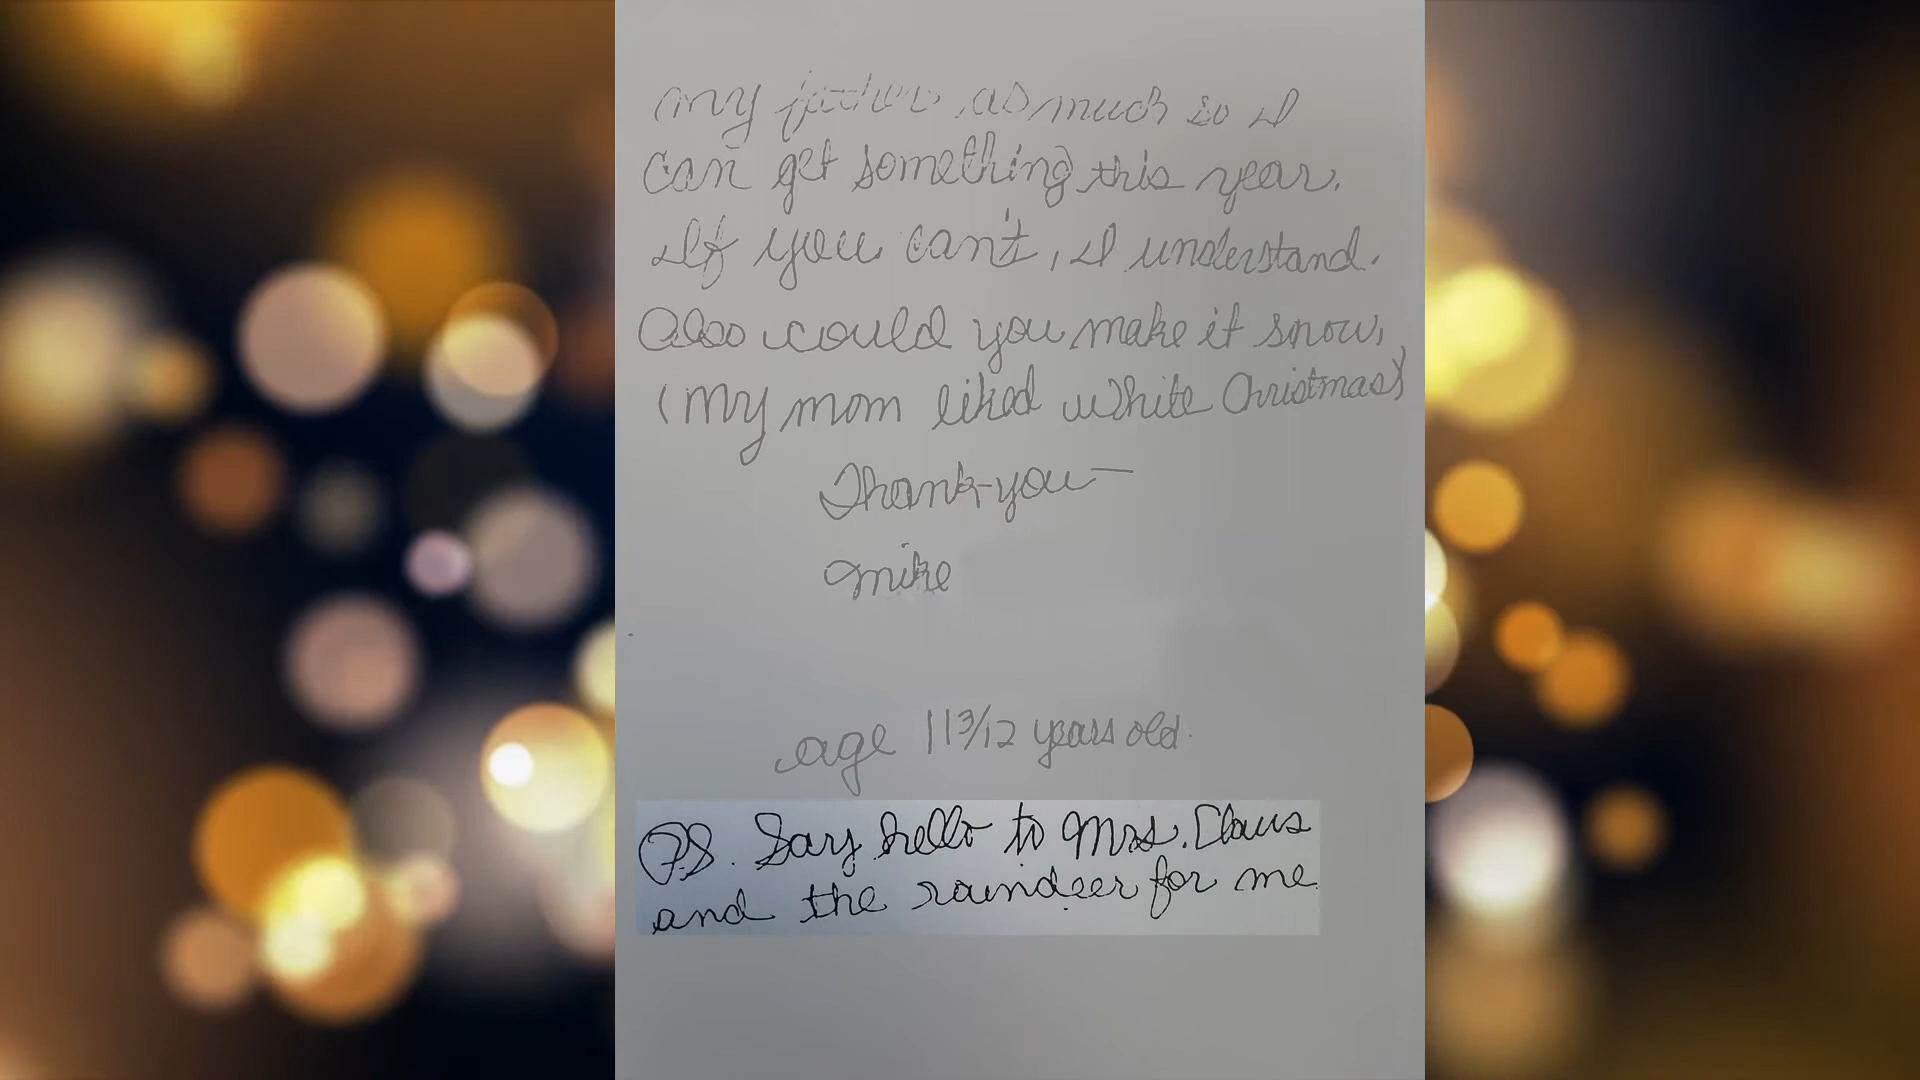 my father as much so I
can get something this year.
If you can't, I understand.
Also could you make it snow,
(My mom liked White Christmas)
Thank-you—
Mike
age 11 3/12 years old.
P.S. Say hello to Mrs. Claus
and the raindeer for me